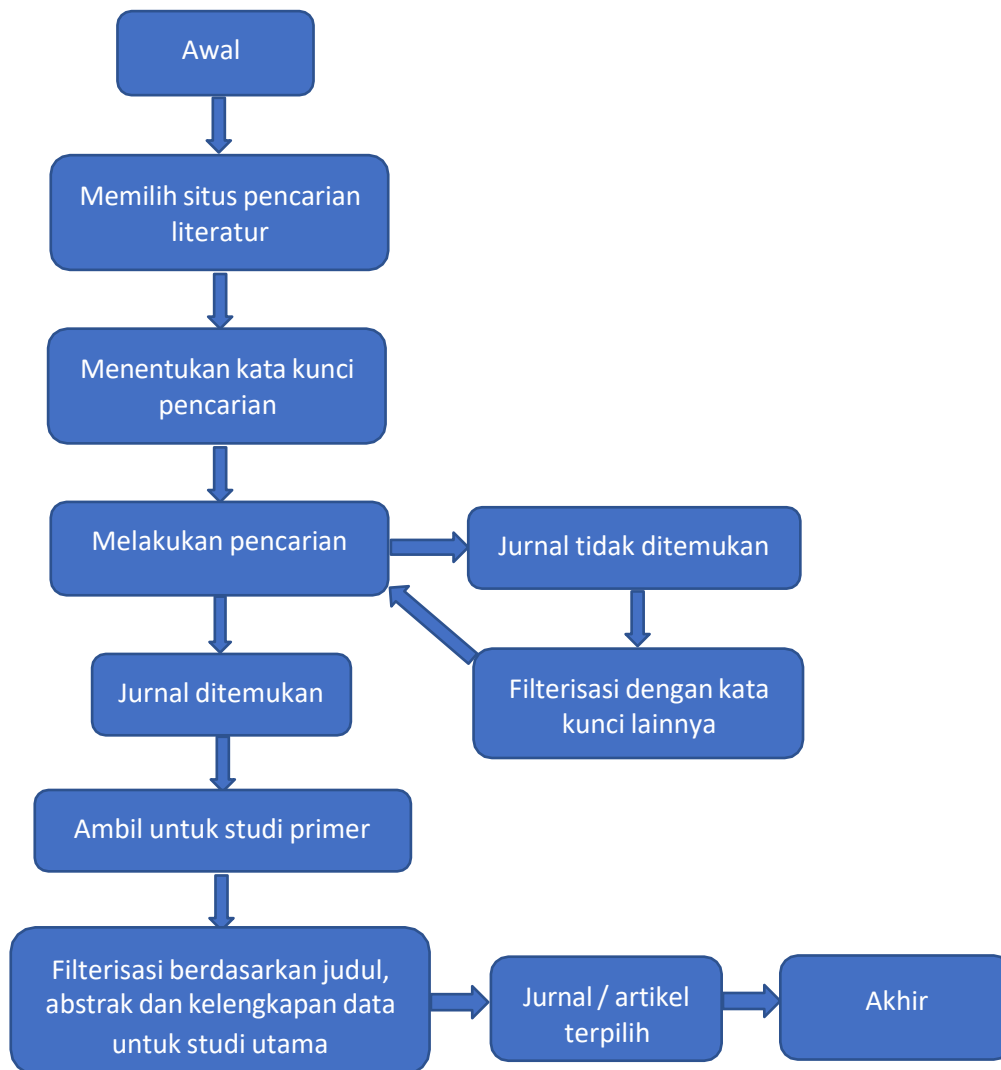 Awal
Memilih situs pencarian
literatur
Menentukan kata kunci
pencarian
Melakukan pencarian
Jurnal tidak ditemukan
Filterisasi dengan kata
kunci lainnya
Jurnal ditemukan
Ambil untuk studi primer
Filterisasi berdasarkan judul,
abstrak dan kelengkapan data
untuk studi utama
Jurnal / artikel
terpilih
Akhir